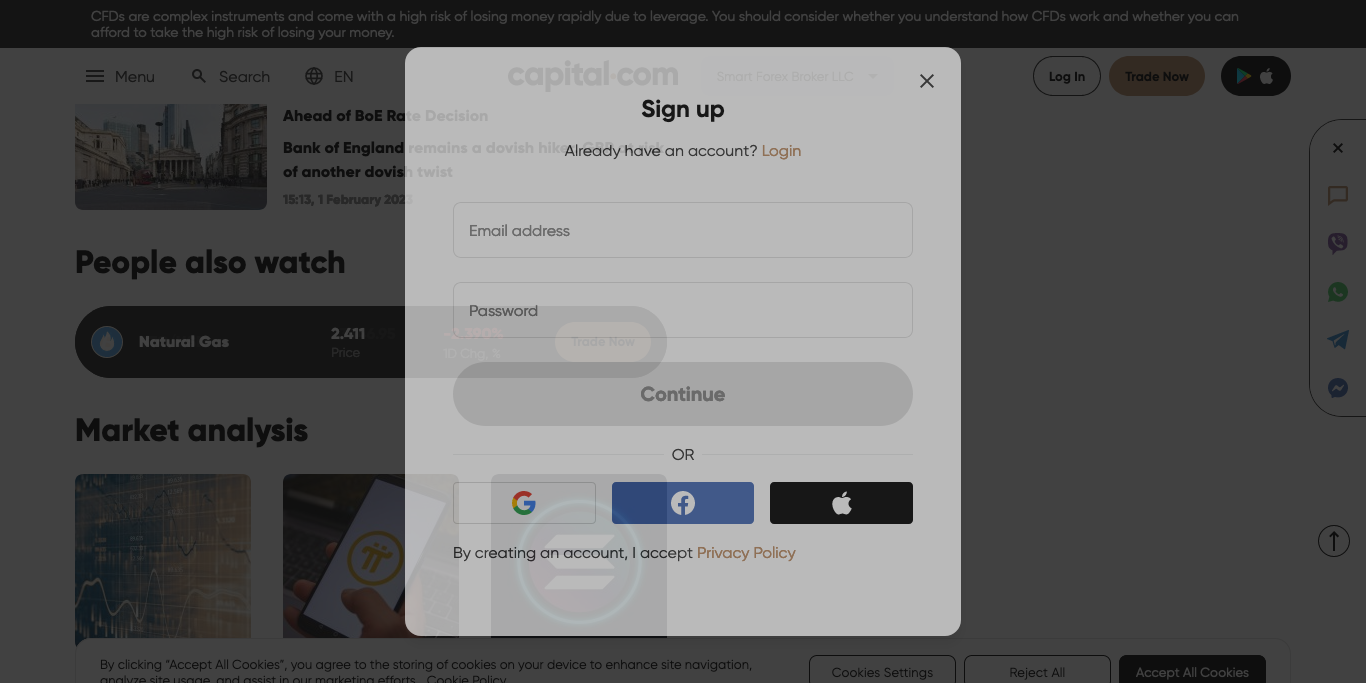 CFDs are complex instruments and come with a high risk of losing money rapidly due to leverage. You should consider whether you understand how CFDs work and whether you can
afford to take the high risk of losing your money.
Menu
Search
EN
capital.com
Smart Forex Broker LLC
Log In
Trade Now
Ahead of BoE Rate Decision
Bank of England remains a dovish hike: GBP at risk
of another dovish twist
15:13, 1 February 2023
People also watch
Natural Gas
2.411
Price
-2.390%
1D Chg, %
Trade Now
Market analysis
Sign up
Already have an account? Login
Email address
Password
Continue
OR
By creating an account, I accept Privacy Policy
By clicking "Accept All Cookies", you agree to the storing of cookies on your device to enhance site navigation,
analyze site usage, and assist in our marketing efforts. Cookie Policy
Cookies Settings
Reject All
Accept All Cookies